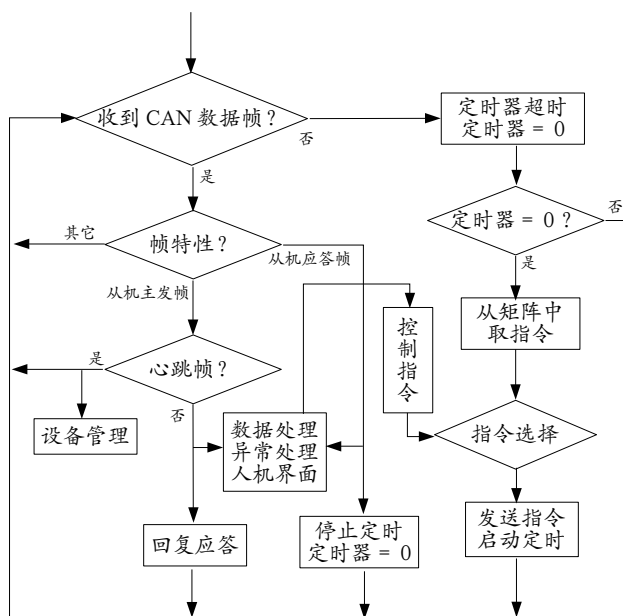 收到 CAN 数据帧？
否
定时器超时
定时器 = 0
是
其它
帧特性？
从机应答帧
定时器 = 0？
否
是
从机主发帧
从矩阵中
取指令
控
制
指
令
是
心跳帧？
否
设备管理
数据处理
异常处理
人机界面
指令选择
回复应答
停止定时
定时器 = 0
发送指令
启动定时